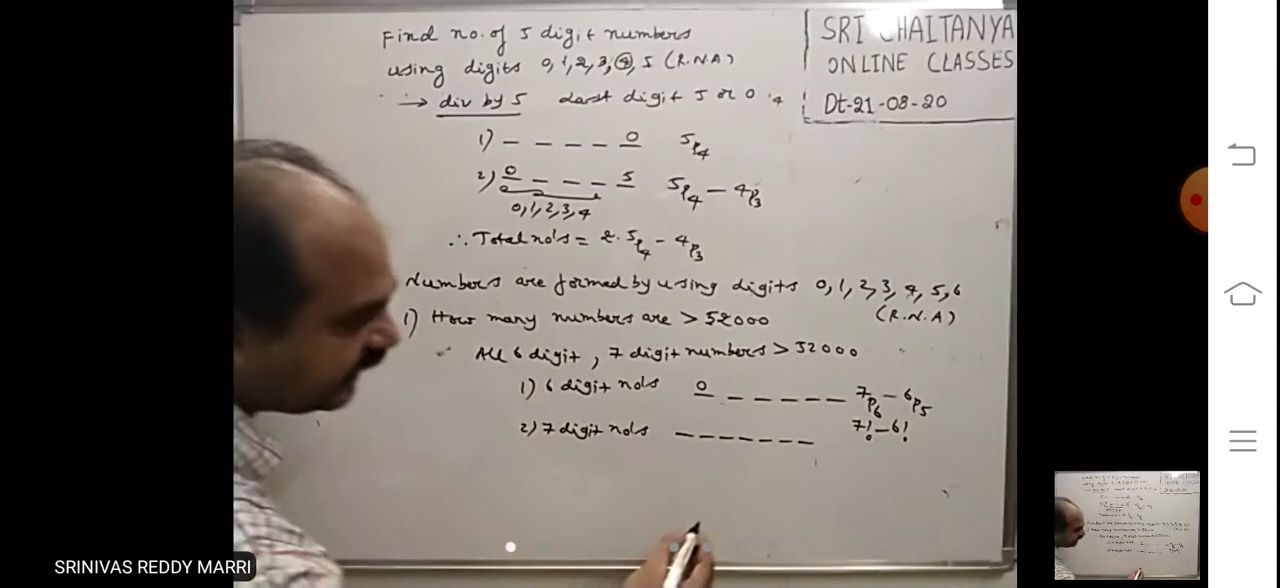 Find no. of 5 digit numbers
using digits 0,1,2,3,4,5 (R.N.A)
→ div by 5 Last digit 5 or 0
1) _ _ _ _ 0 5P4
2) 0 _ _ _ 5 5P4 - 4P3
0,1,2,3,4
∴ Total no's = 2. 5P4 - 4P3
Numbers are formed by using digits 0,1,2,3,4,5,6
(R.N.A)
1) How many numbers are > 52000
All 6 digit, 7 digit numbers > 52000
1) 6 digit no's 0 _ _ _ _ _ 7P6 - 6P5
2) 7 digit no's _ _ _ _ _ _ _ 7! - 6!
SRI CHAITANYA
ONLINE CLASSES
Dt-21-08-20
SRINIVAS REDDY MARRI